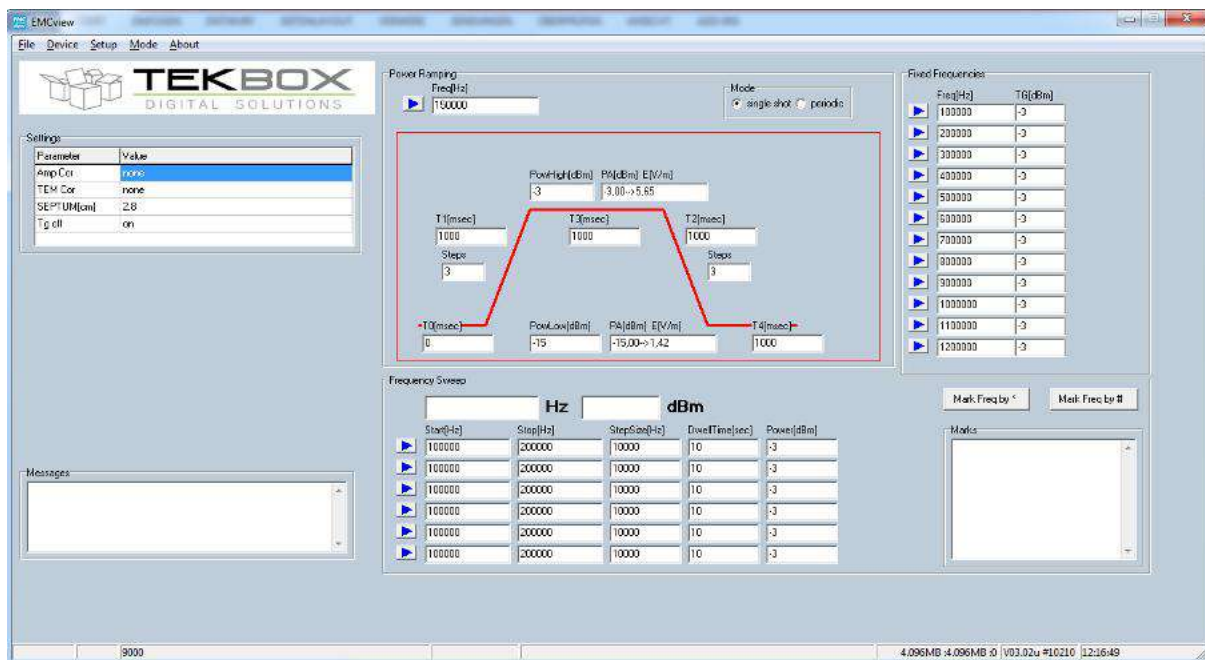 EMCview
File Device Setup Mode About
TEKBOX
DIGITAL SOLUTIONS
Settings
Parameter Value
Amp Cor none
TEM Cor none
SEPTUM[cm] 2.8
Tg off on
Messages
Power Ramping
Freq[Hz]
150000
Mode
single shot periodic
PowHigh[dBm] PA[dBm] E[V/m]
-3 -3,00->5,65
T1[msec] T3[msec] T2[msec]
1000 1000 1000
Steps Steps
3 3
T0[msec] PowLow[dBm] PA[dBm] E[V/m] T4[msec]
0 -15 -15,00->1,42 1000
Fixed Frequencies
Freq[Hz] TG[dBm]
100000 -3
200000 -3
300000 -3
400000 -3
500000 -3
600000 -3
700000 -3
800000 -3
900000 -3
1000000 -3
1100000 -3
1200000 -3
Frequency Sweep
Hz dBm
Start[Hz] Stop[Hz] StepSize[Hz] DwellTime[sec] Power[dBm]
100000 200000 10000 10 -3
100000 200000 10000 10 -3
100000 200000 10000 10 -3
100000 200000 10000 10 -3
100000 200000 10000 10 -3
100000 200000 10000 10 -3
Mark Freq by * Mark Freq by #
Marks
9000 4.096MB :4.096MB :0 V03.02u #10210 12:16:49